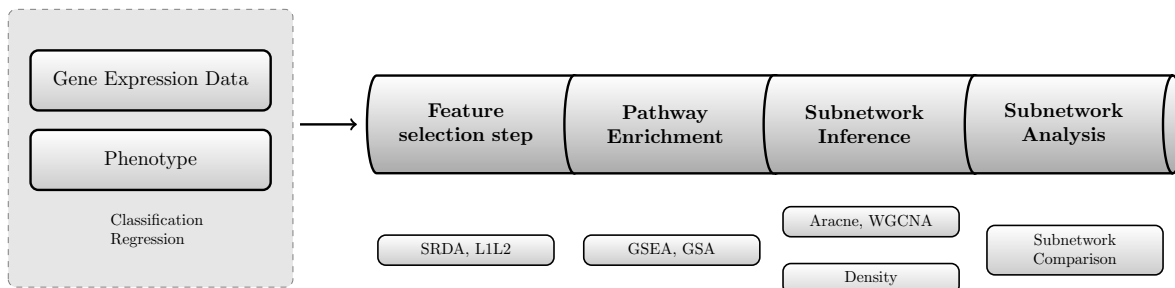 Gene Expression Data
Phenotype
Classification
Regression
Feature
selection step
Pathway
Enrichment
Subnetwork
Inference
Subnetwork
Analysis
SRDA, L1L2
GSEA, GSA
Aracne, WGCNA
Density
Subnetwork
Comparison